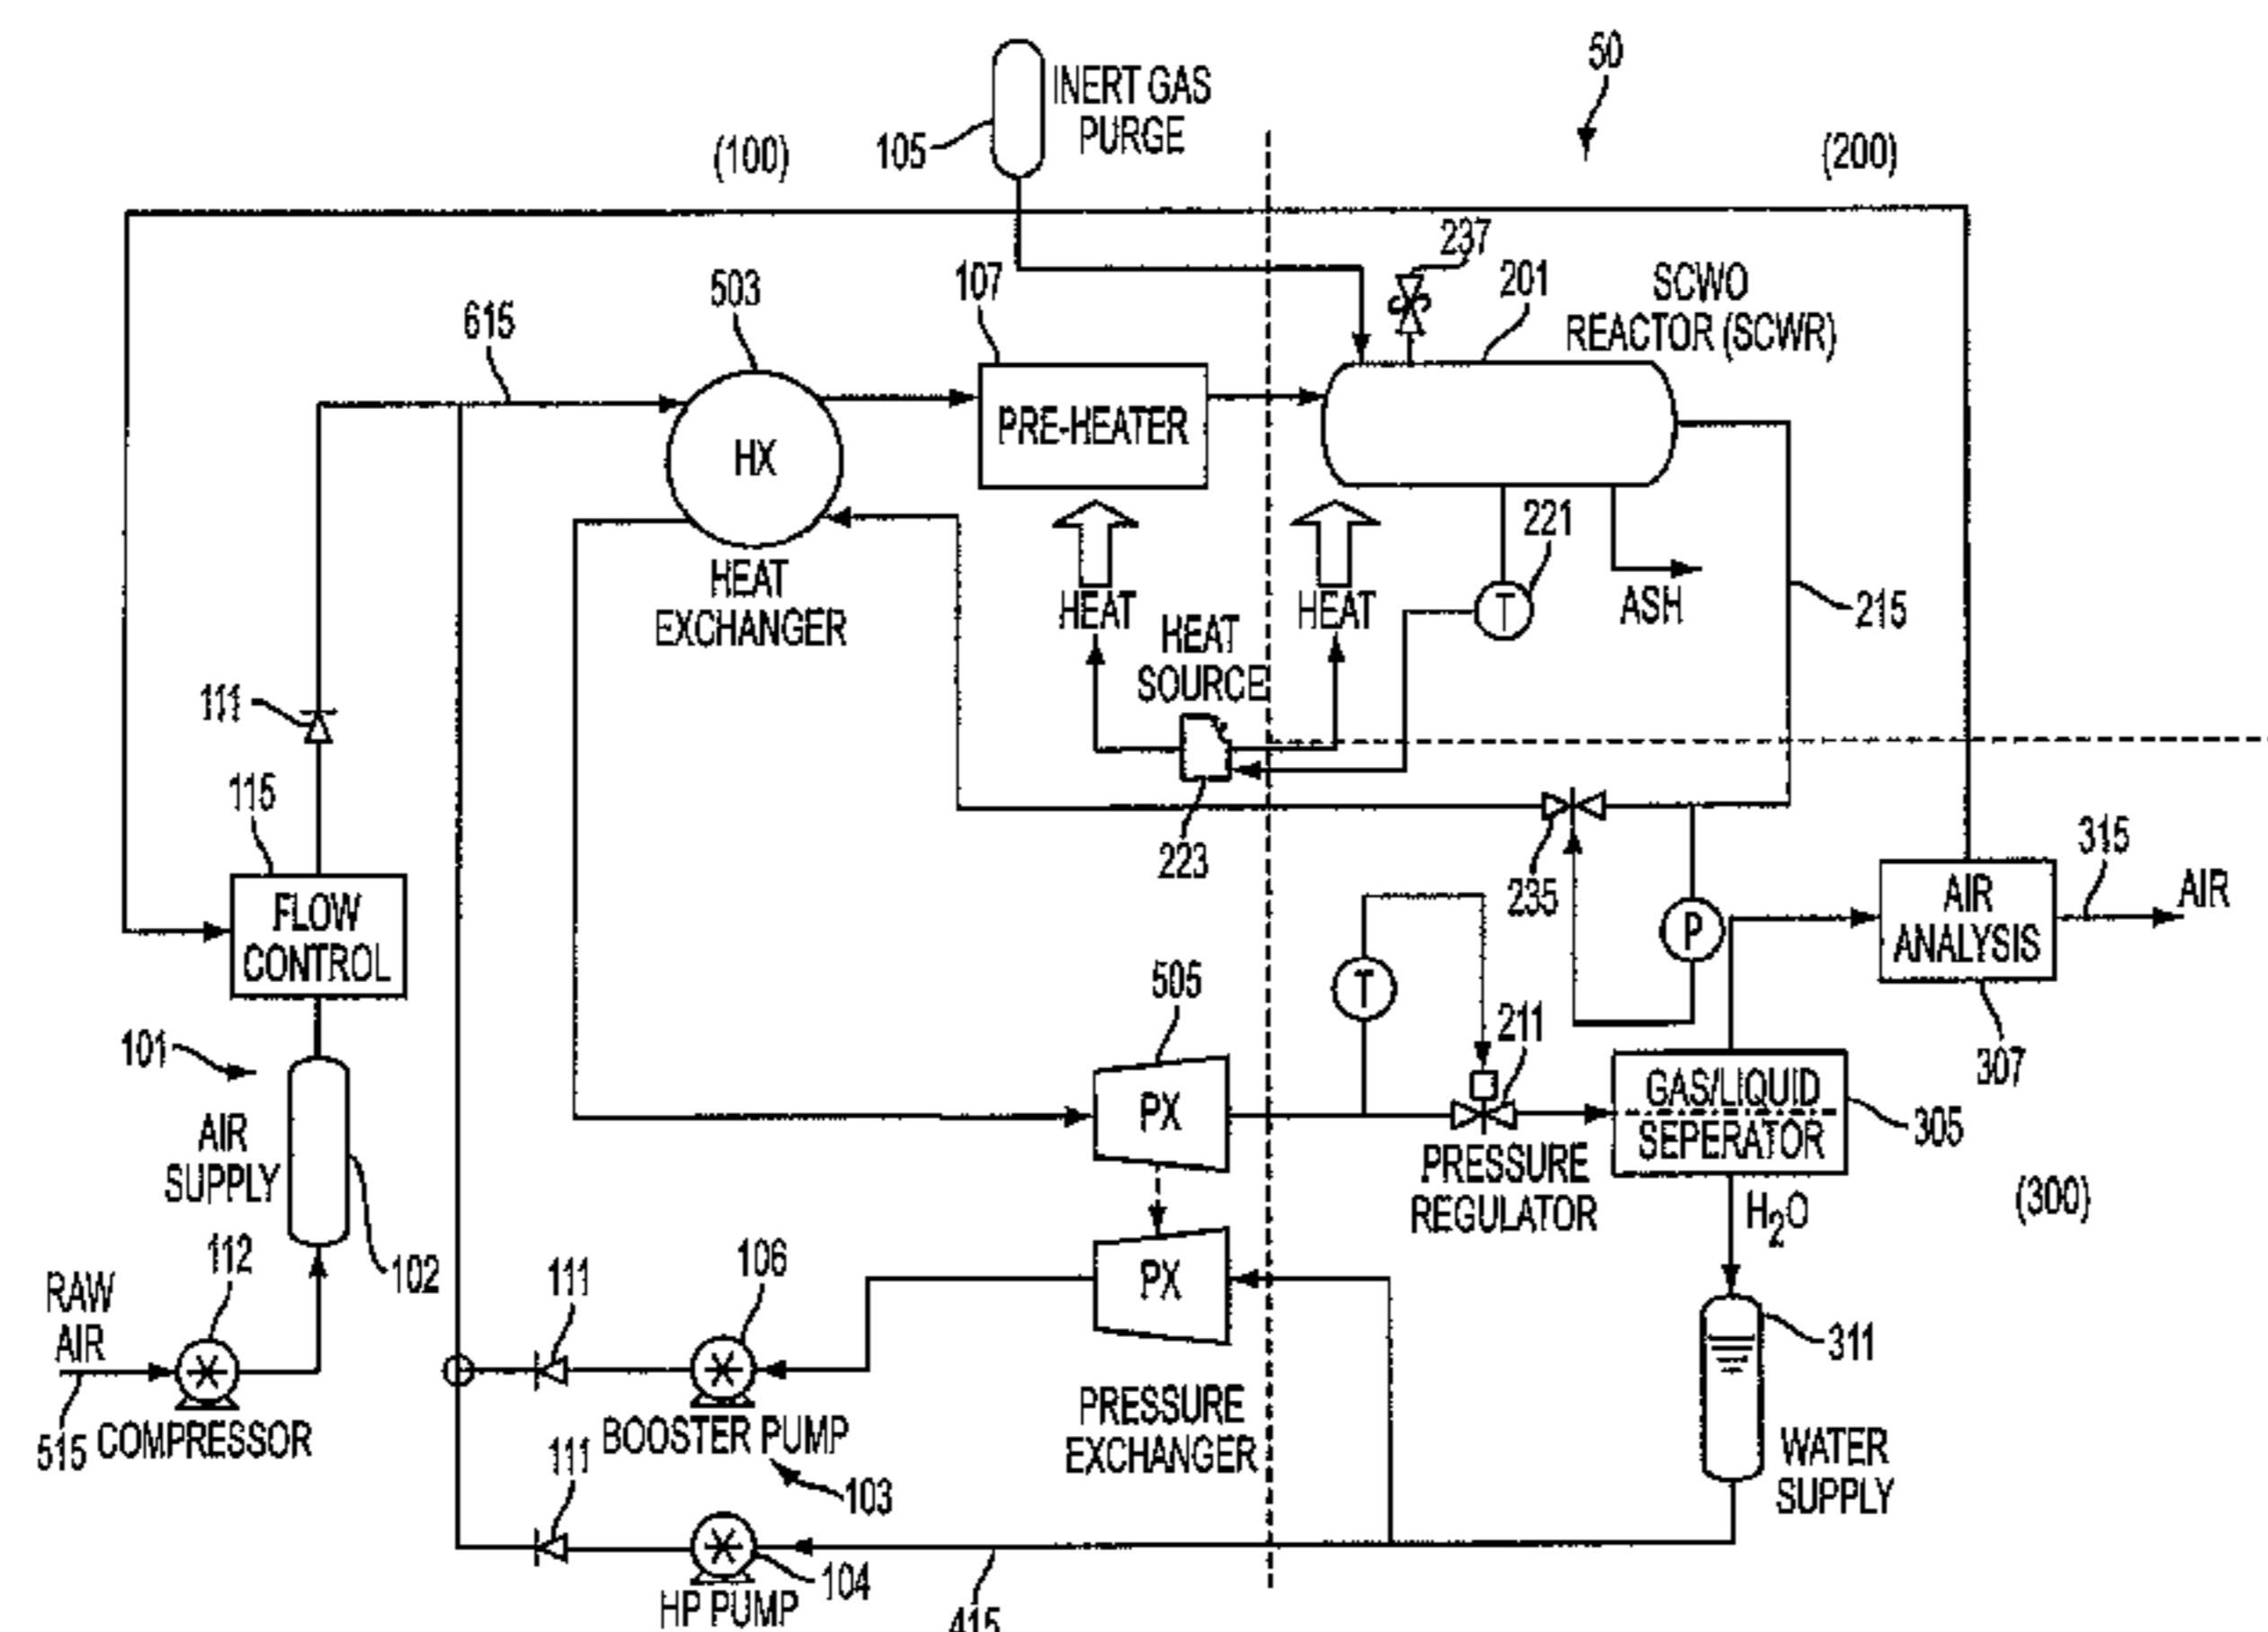 50
INERT GAS
PURGE
105
(100)
(200)
237
503
107
201
SCWO
REACTOR (SCWR)
615
HX
PRE-HEATER
HEAT
EXCHANGER
HEAT
HEAT
HEAT
SOURCE
T
221
ASH
215
111
115
223
235
FLOW
CONTROL
P
AIR
ANALYSIS
315
AIR
307
101
AIR
SUPPLY
102
505
PX
T
211
PRESSURE
REGULATOR
GAS/LIQUID
SEPERATOR
305
(300)
H2O
RAW
AIR
515
112
COMPRESSOR
111
106
BOOSTER PUMP
103
PX
PRESSURE
EXCHANGER
311
WATER
SUPPLY
111
104
HP PUMP
415